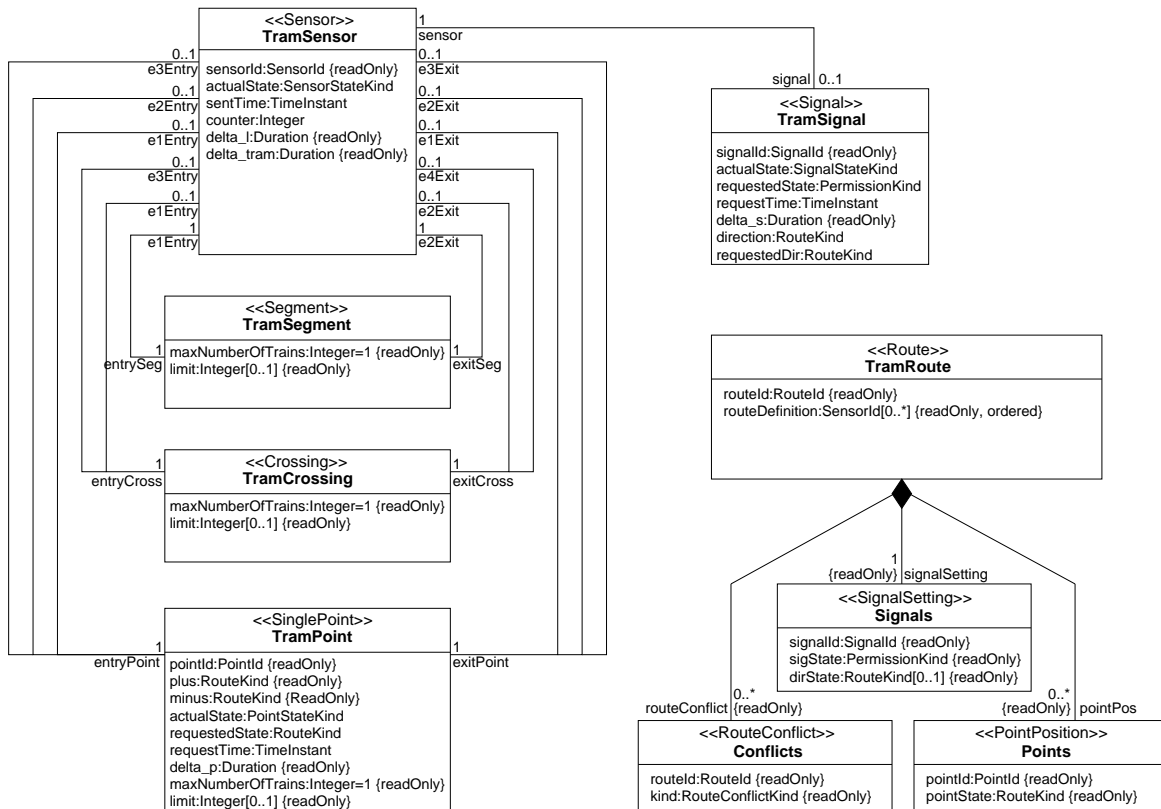 <<Sensor>>
TramSensor
sensorId:SensorId {readOnly}
actualState:SensorStateKind
sentTime:TimeInstant
counter:Integer
delta_l:Duration {readOnly}
delta_tram:Duration {readOnly}
0..1
e3Entry
0..1
e2Entry
0..1
e1Entry
0..1
e3Entry
0..1
e1Entry
1
e1Entry
0..1
e3Exit
0..1
e2Exit
0..1
e1Exit
0..1
e4Exit
0..1
e2Exit
1
e2Exit
1
sensor
signal 0..1
<<Signal>>
TramSignal
signalId:SignalId {readOnly}
actualState:SignalStateKind
requestedState:PermissionKind
requestTime:TimeInstant
delta_s:Duration {readOnly}
direction:RouteKind
requestedDir:RouteKind
<<Segment>>
TramSegment
maxNumberOfTrains:Integer=1 {readOnly}
limit:Integer[0..1] {readOnly}
1
entrySeg
1
exitSeg
<<Crossing>>
TramCrossing
maxNumberOfTrains:Integer=1 {readOnly}
limit:Integer[0..1] {readOnly}
1
entryCross
1
exitCross
<<SinglePoint>>
TramPoint
pointId:PointId {readOnly}
plus:RouteKind {readOnly}
minus:RouteKind {ReadOnly}
actualState:PointStateKind
requestedState:RouteKind
requestTime:TimeInstant
delta_p:Duration {readOnly}
maxNumberOfTrains:Integer=1 {readOnly}
limit:Integer[0..1] {readOnly}
1
entryPoint
1
exitPoint
<<Route>>
TramRoute
routeId:RouteId {readOnly}
routeDefinition:SensorId[0..*] {readOnly, ordered}
1
{readOnly} signalSetting
<<SignalSetting>>
Signals
signalId:SignalId {readOnly}
sigState:PermissionKind {readOnly}
dirState:RouteKind[0..1] {readOnly}
0..*
routeConflict {readOnly}
<<RouteConflict>>
Conflicts
routeId:RouteId {readOnly}
kind:RouteConflictKind {readOnly}
0..*
{readOnly} pointPos
<<PointPosition>>
Points
pointId:PointId {readOnly}
pointState:RouteKind {readOnly}